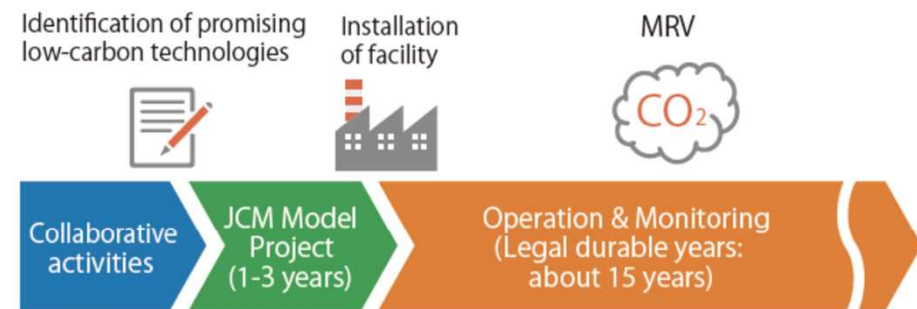 Identification of promising
low-carbon technologies
Installation
of facility
MRV
CO₂
Collaborative
activities
JCM Model
Project
(1-3 years)
Operation & Monitoring
(Legal durable years:
about 15 years)